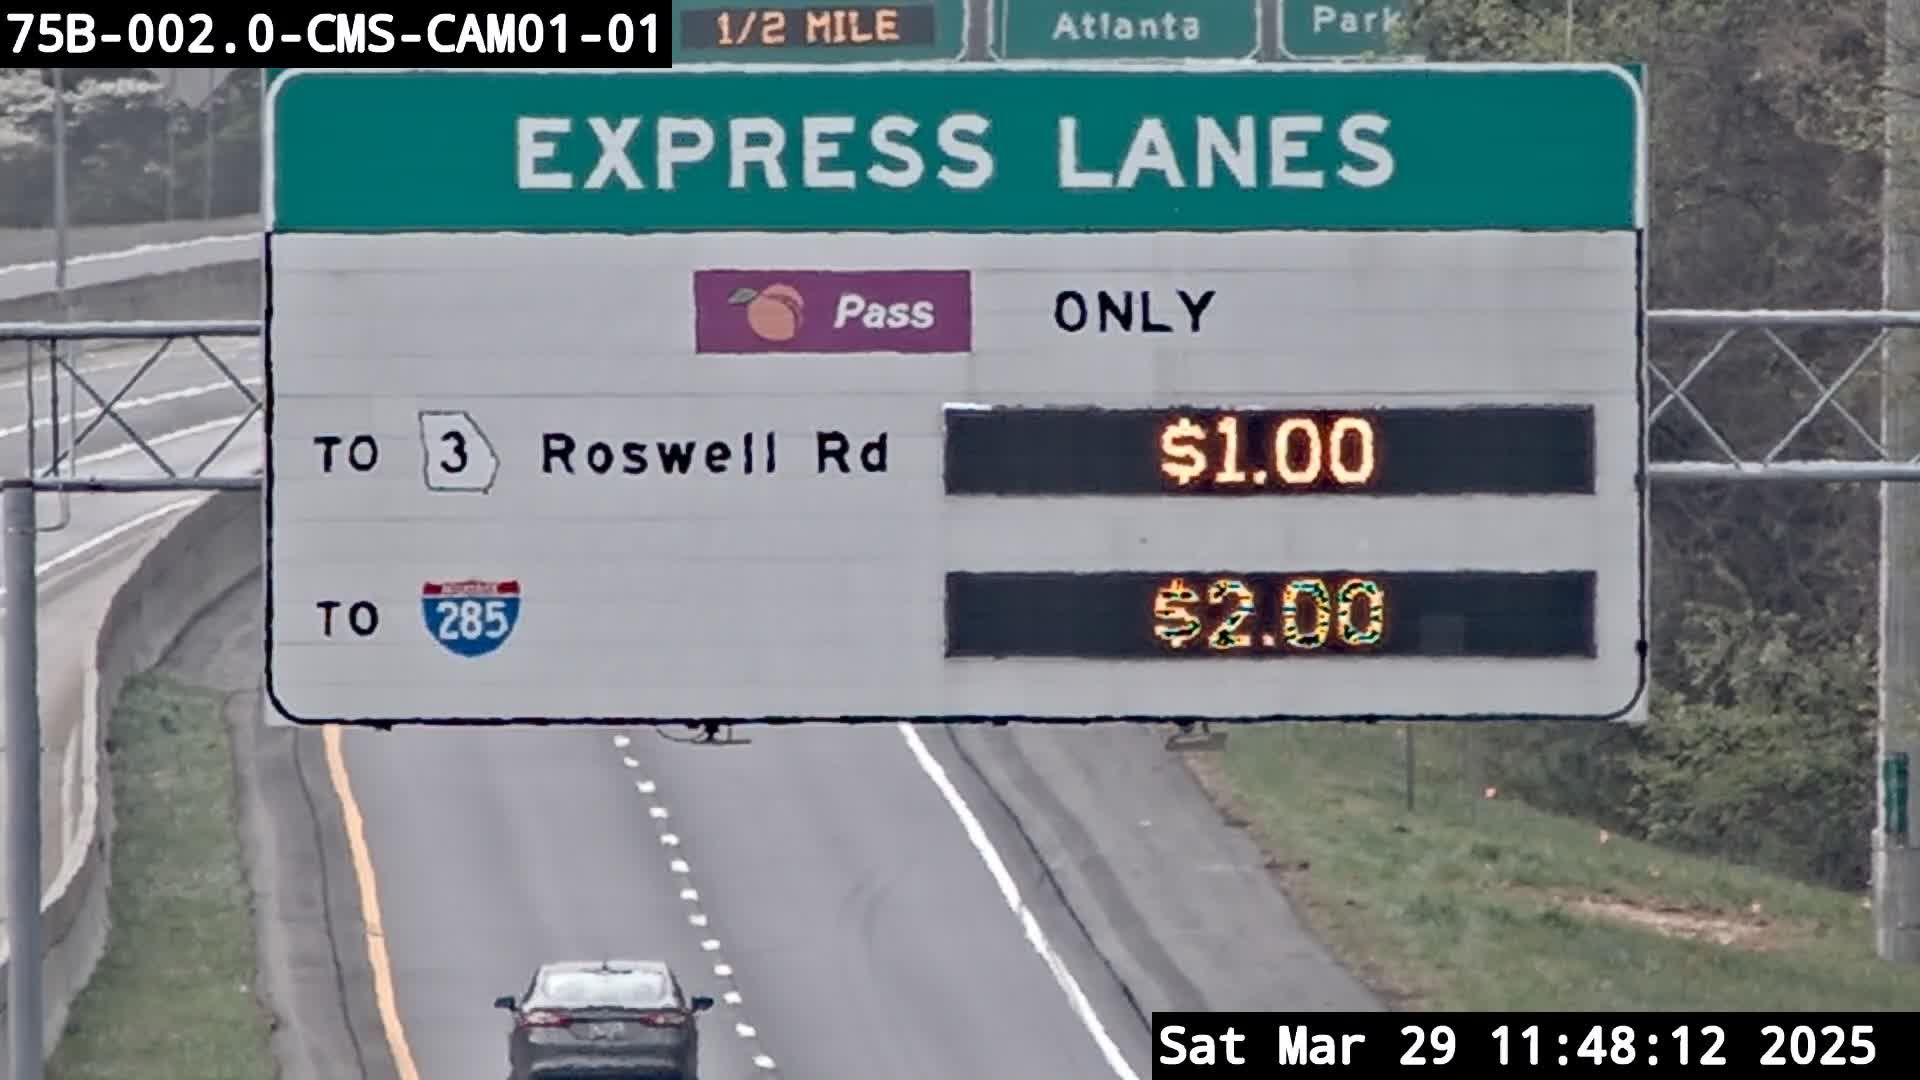 75B-002.0-CMS-CAM01-01
1/2 MILE
Atlanta
Park
EXPRESS LANES
Pass ONLY
TO 3 Roswell Rd $1.00
TO 285 $2.00
Sat Mar 29 11:48:12 2025